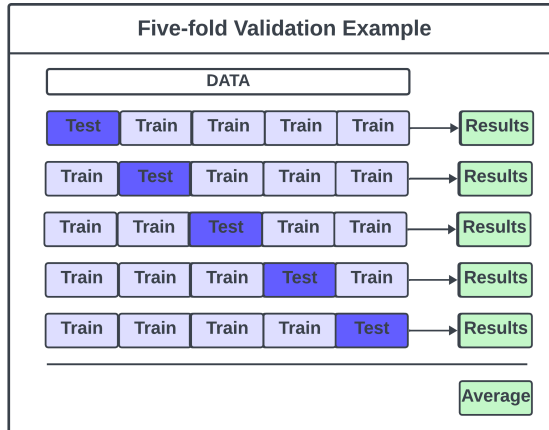 Five-fold Validation Example
DATA
Test Train Train Train Train Results
Train Test Train Train Train Results
Train Train Test Train Train Results
Train Train Train Test Train Results
Train Train Train Train Test Results
Average